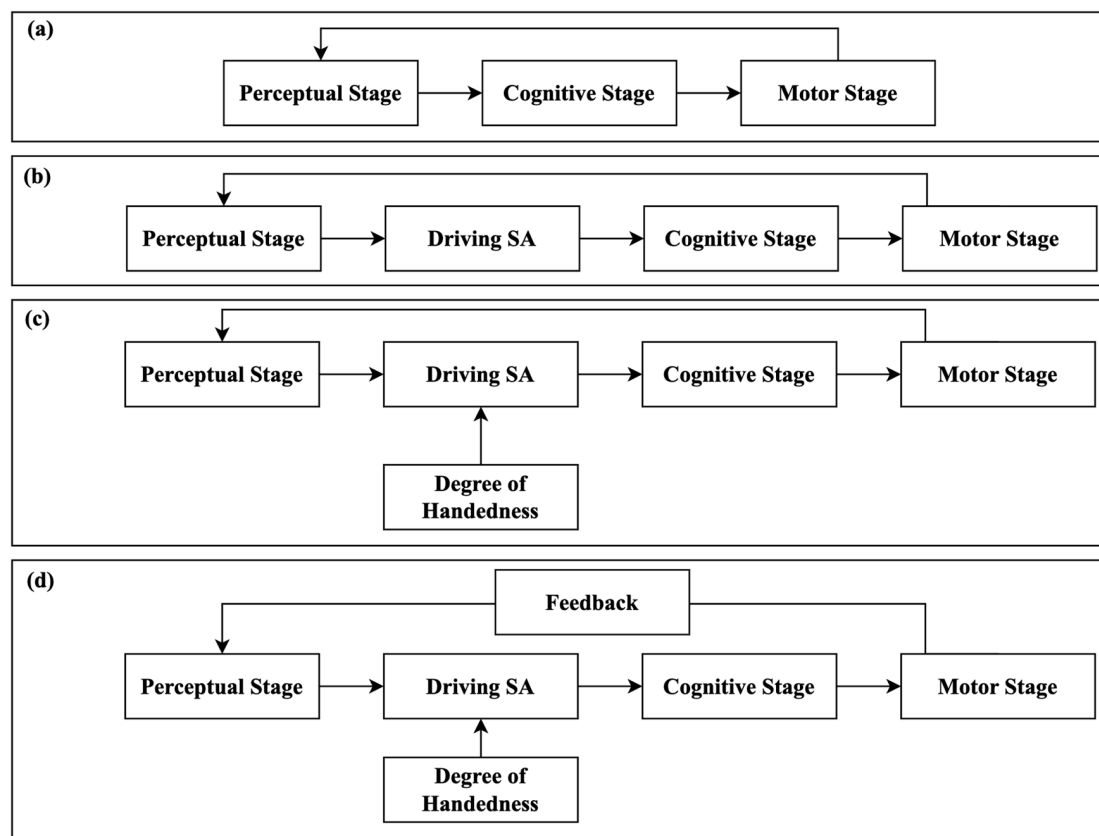 (a)
Perceptual Stage
Cognitive Stage
Motor Stage
(b)
Perceptual Stage
Driving SA
Cognitive Stage
Motor Stage
(c)
Perceptual Stage
Driving SA
Cognitive Stage
Motor Stage
Degree of
Handedness
(d)
Feedback
Perceptual Stage
Driving SA
Cognitive Stage
Motor Stage
Degree of
Handedness